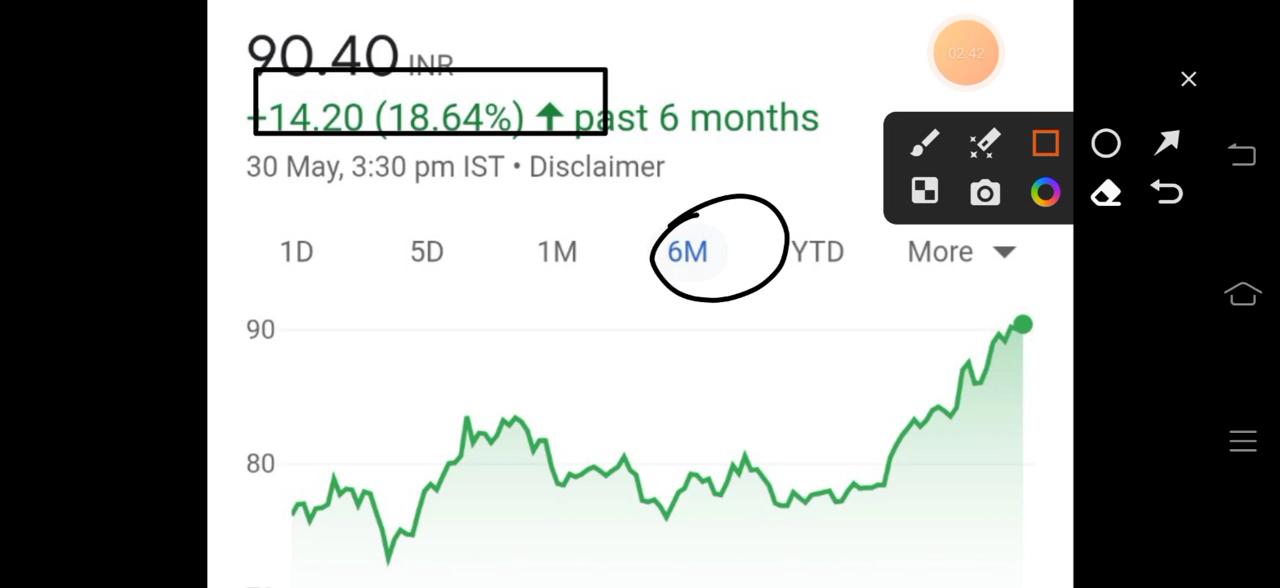 90.40 INR
+14.20 (18.64%) ↑ past 6 months
30 May, 3:30 pm IST • Disclaimer
02:42
1D 5D 1M 6M YTD More
90
80